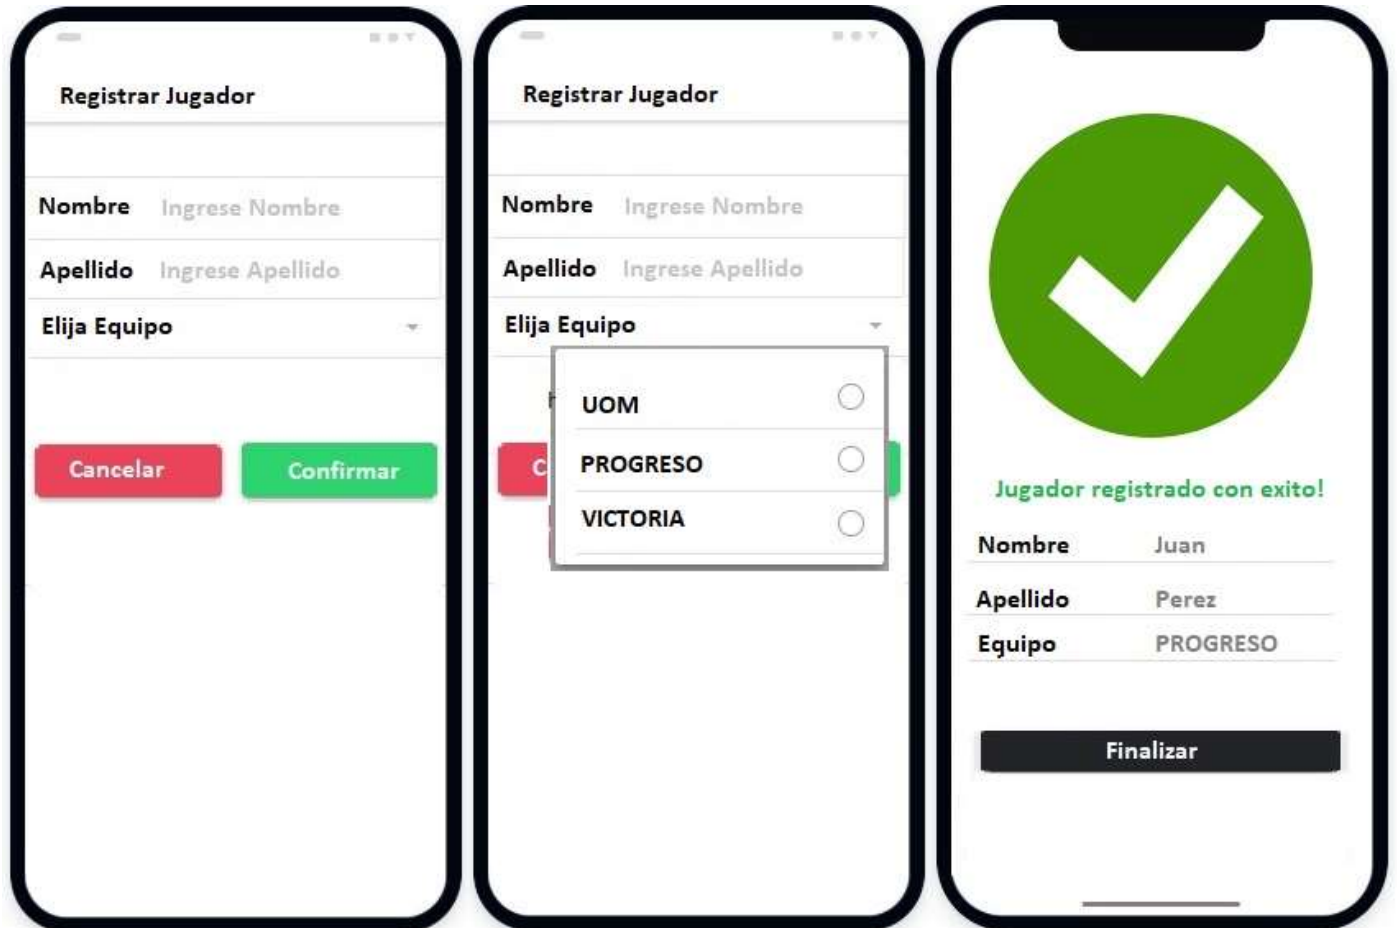 Registrar Jugador
Nombre Ingrese Nombre
Apellido Ingrese Apellido
Elija Equipo
Cancelar Confirmar
Registrar Jugador
Nombre Ingrese Nombre
Apellido Ingrese Apellido
Elija Equipo
UOM
PROGRESO
VICTORIA
C
Jugador registrado con exito!
Nombre Juan
Apellido Perez
Equipo PROGRESO
Finalizar